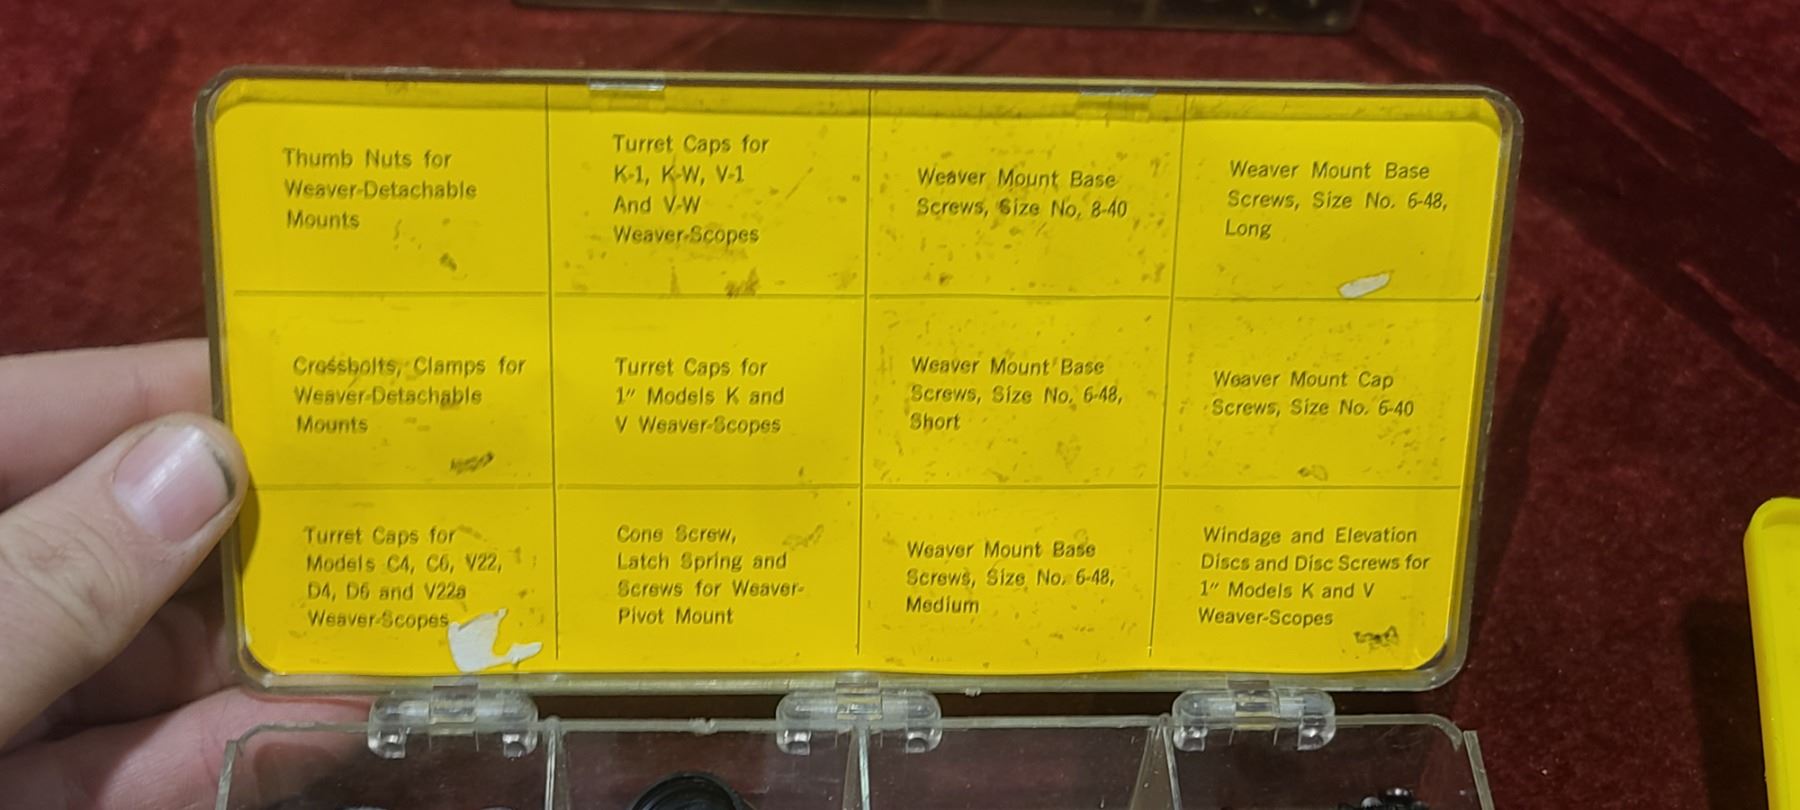 Thumb Nuts for
Weaver-Detachable
Mounts
Turret Caps for
K-1, K-W, V-1
And V-W
Weaver-Scopes
Weaver Mount Base
Screws, Size No. 8-40
Weaver Mount Base
Screws, Size No. 6-48,
Long
Crossbolts, Clamps for
Weaver-Detachable
Mounts
Turret Caps for
1" Models K and
V Weaver-Scopes
Weaver Mount Base
Screws, Size No. 6-48,
Short
Weaver Mount Cap
Screws, Size No. 6-40
Turret Caps for
Models C4, C6, V22,
D4, D6 and V22a
Weaver-Scopes
Cone Screw,
Latch Spring and
Screws for Weaver-
Pivot Mount
Weaver Mount Base
Screws, Size No. 6-48,
Medium
Windage and Elevation
Discs and Disc Screws for
1" Models K and V
Weaver-Scopes